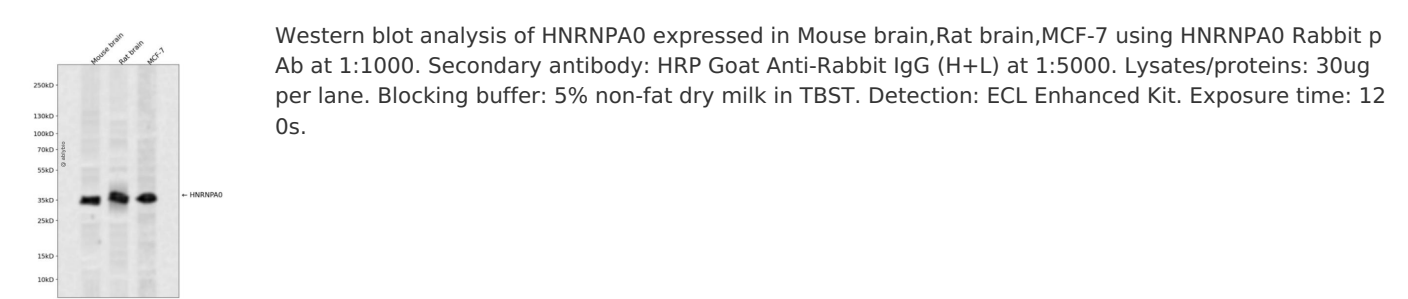 Mouse brain
Rat brain
MCF-7
250kD
130kD
100kD
70kD
55kD
35kD
25kD
15kD
10kD
@ ablybio
← HNRNPA0
Western blot analysis of HNRNPA0 expressed in Mouse brain,Rat brain,MCF-7 using HNRNPA0 Rabbit p
Ab at 1:1000. Secondary antibody: HRP Goat Anti-Rabbit IgG (H+L) at 1:5000. Lysates/proteins: 30ug
per lane. Blocking buffer: 5% non-fat dry milk in TBST. Detection: ECL Enhanced Kit. Exposure time: 12
0s.